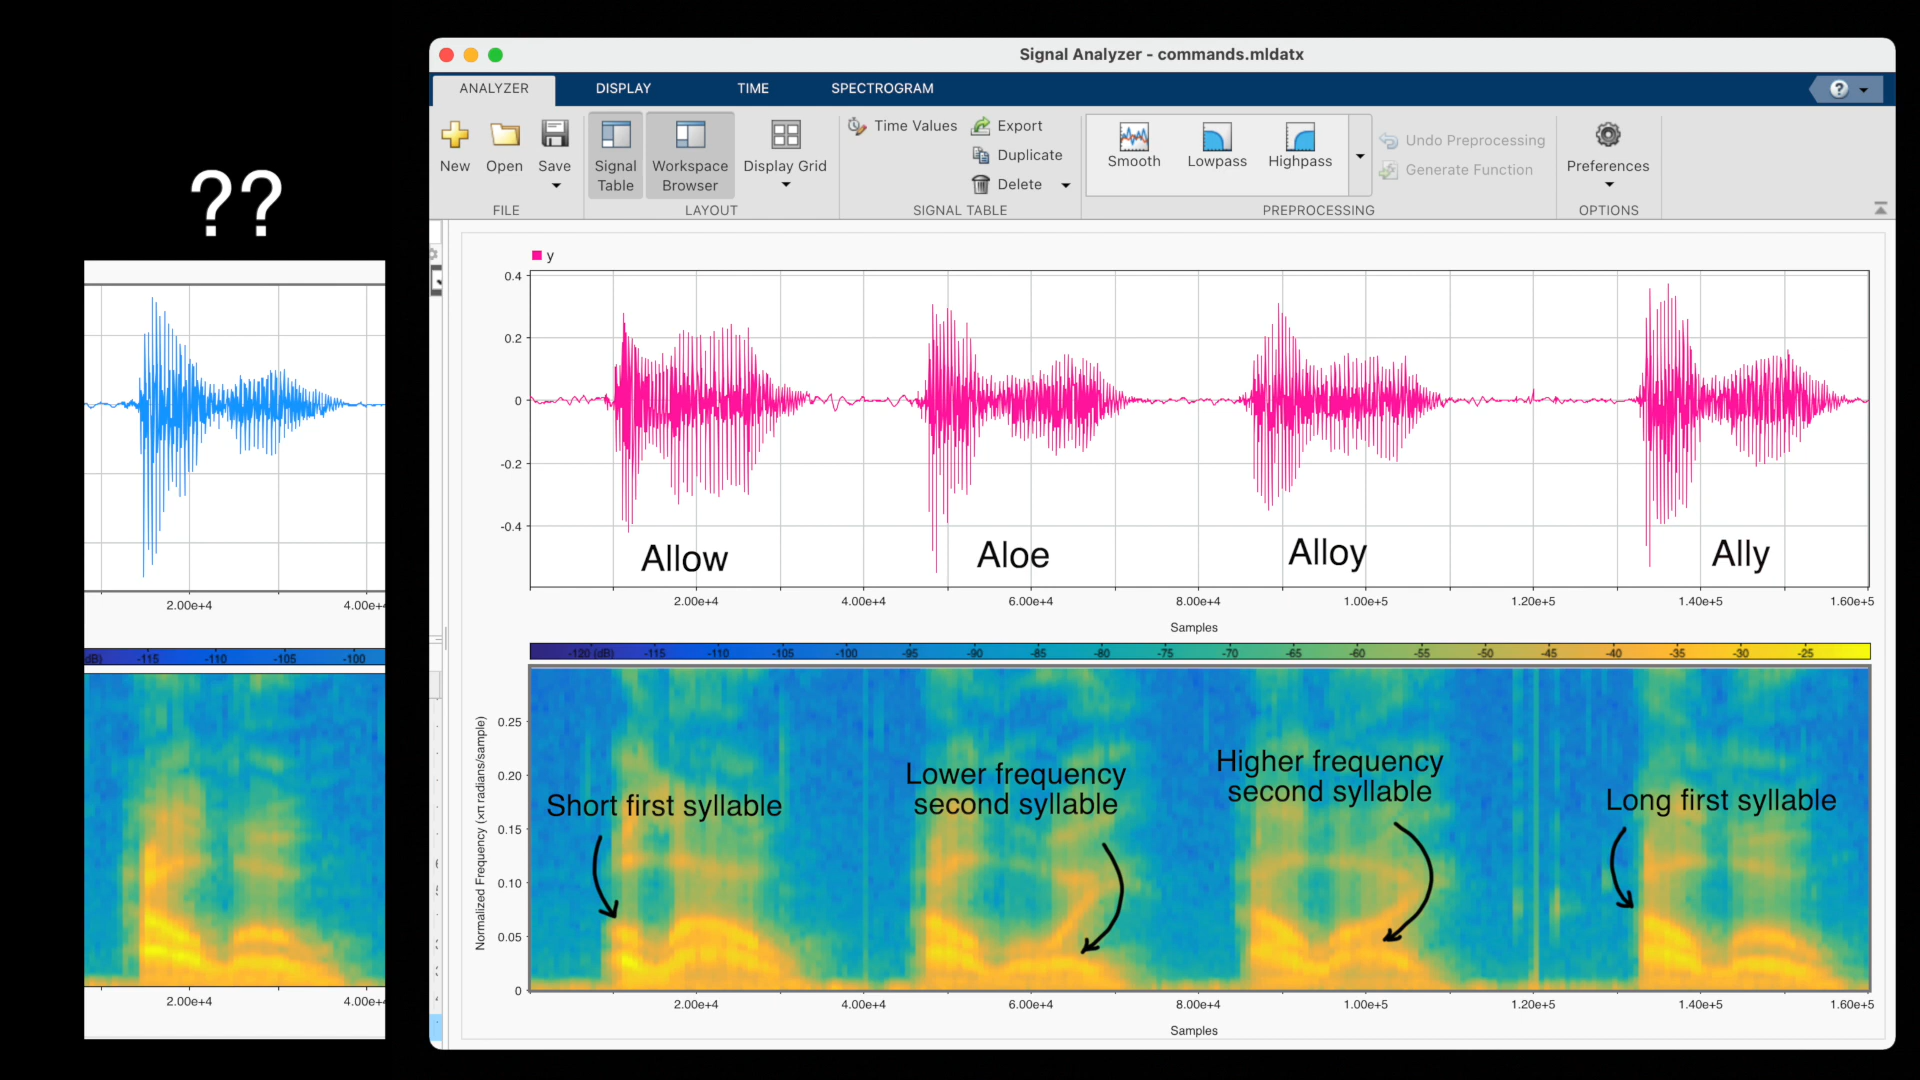 ??
2.00e+4
4.00e+
dB)
-115
-110
-105
-100
2.00e+4
4.00e+
Signal Analyzer - commands.mldatx
ANALYZER
DISPLAY
TIME
SPECTROGRAM
?
New
Open
Save
FILE
Signal
Table
Workspace
Browser
Display Grid
LAYOUT
Time Values
Export
Duplicate
Delete
SIGNAL TABLE
Smooth
Lowpass
Highpass
PREPROCESSING
Undo Preprocessing
Generate Function
Preferences
OPTIONS
y
0.4
0.2
0
-0.2
-0.4
Allow
Aloe
Alloy
Ally
2.00e+4
4.00e+4
6.00e+4
8.00e+4
1.00e+5
1.20e+5
1.40e+5
1.60e+5
Samples
-120 (dB)
-115
-110
-105
-100
-95
-90
-85
-80
-75
-70
-65
-60
-55
-50
-45
-40
-35
-30
-25
Normalized Frequency (×π radians/sample)
0.25
0.20
0.15
0.10
0.05
0
Short first syllable
Lower frequency
second syllable
Higher frequency
second syllable
Long first syllable
2.00e+4
4.00e+4
6.00e+4
8.00e+4
1.00e+5
1.20e+5
1.40e+5
1.60e+5
Samples